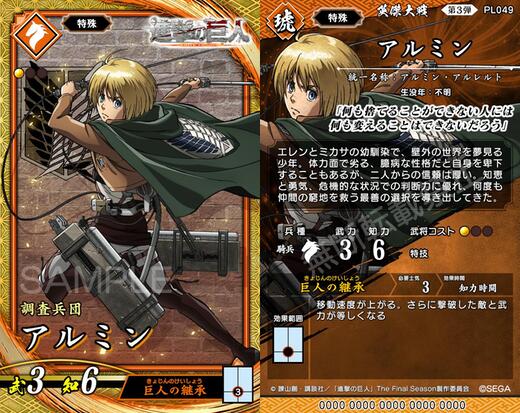 特殊
進撃の巨人
SAMPLE
調査兵団
アルミン
武3 知6
きょじんのけいしょう
巨人の継承
3
琥
特殊
英傑大戦
第3弾
PL049
アルミン
統一名称：アルミン・アルレルト
生没年：不明
「何も捨てることができない人には
何も変えることはできないだろう」
エレンとミカサの幼馴染で、壁外の世界を夢見る
少年。体力面で劣る、臆病な性格だと自身を卑下
することもあるが、二人からの信頼は厚い。知恵
と勇気、危機的な状況での判断力に優れ、何度も
仲間の窮地を救う最善の選択を導き出してきた。
兵種 武力 知力 武将コスト
騎兵 3 6 特技
きょじんのけいしょう 必要士気 効果時間
巨人の継承 3 知力時間
効果範囲
移動速度が上がる。さらに撃破した敵と武
力が等しくなる
© 諫山創・講談社／「進撃の巨人」The Final Season製作委員会 ©SEGA
0000 0000 0000 0000 0000